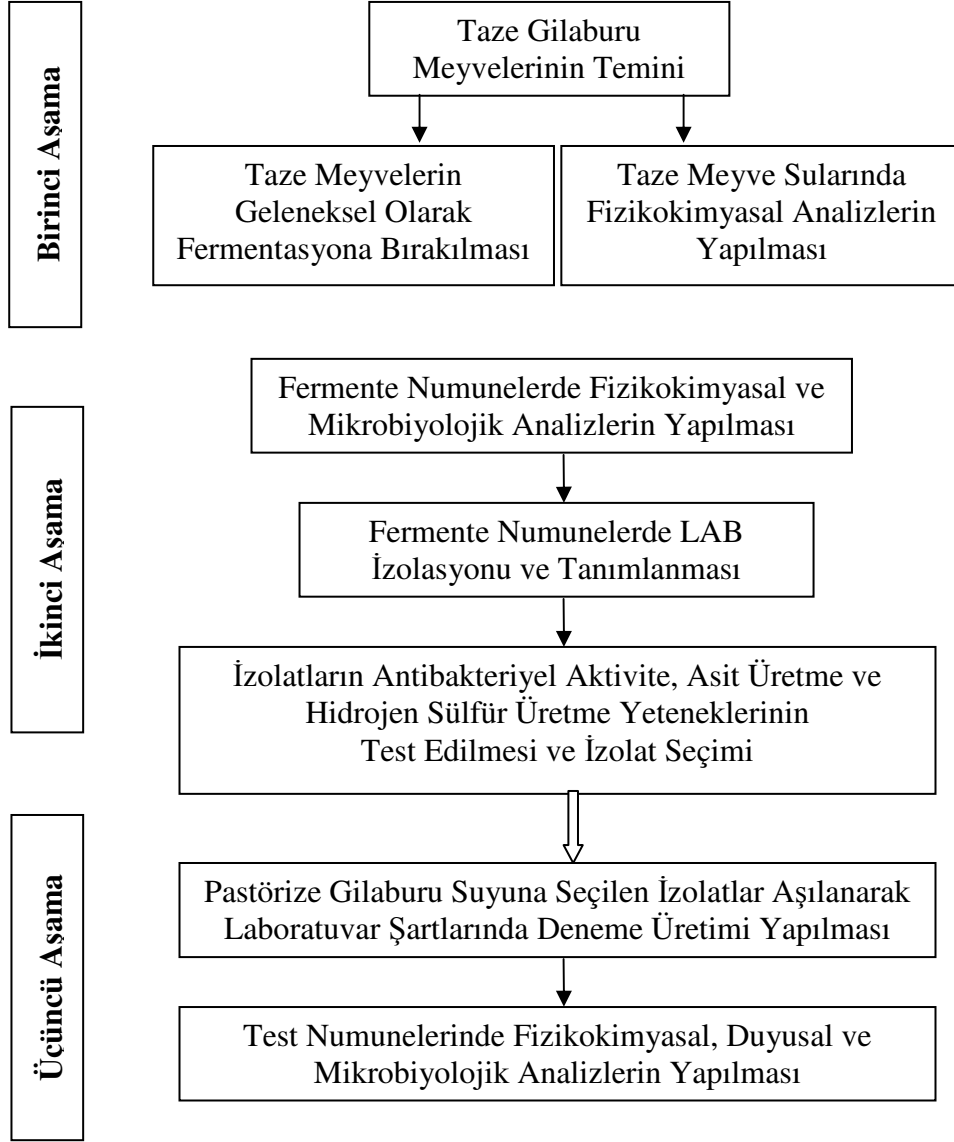 Birinci Aşama
Taze Gilaburu
Meyvelerinin Temini
Taze Meyvelerin
Geleneksel Olarak
Fermentasyona Bırakılması
Taze Meyve Sularında
Fizikokimyasal Analizlerin
Yapılması
İkinci Aşama
Fermente Numunelerde Fizikokimyasal ve
Mikrobiyolojik Analizlerin Yapılması
Fermente Numunelerde LAB
İzolasyonu ve Tanımlanması
İzolatların Antibakteriyel Aktivite, Asit Üretme ve
Hidrojen Sülfür Üretme Yeteneklerinin
Test Edilmesi ve İzolat Seçimi
Üçüncü Aşama
Pastörize Gilaburu Suyuna Seçilen İzolatlar Aşılanarak
Laboratuvar Şartlarında Deneme Üretimi Yapılması
Test Numunelerinde Fizikokimyasal, Duyusal ve
Mikrobiyolojik Analizlerin Yapılması